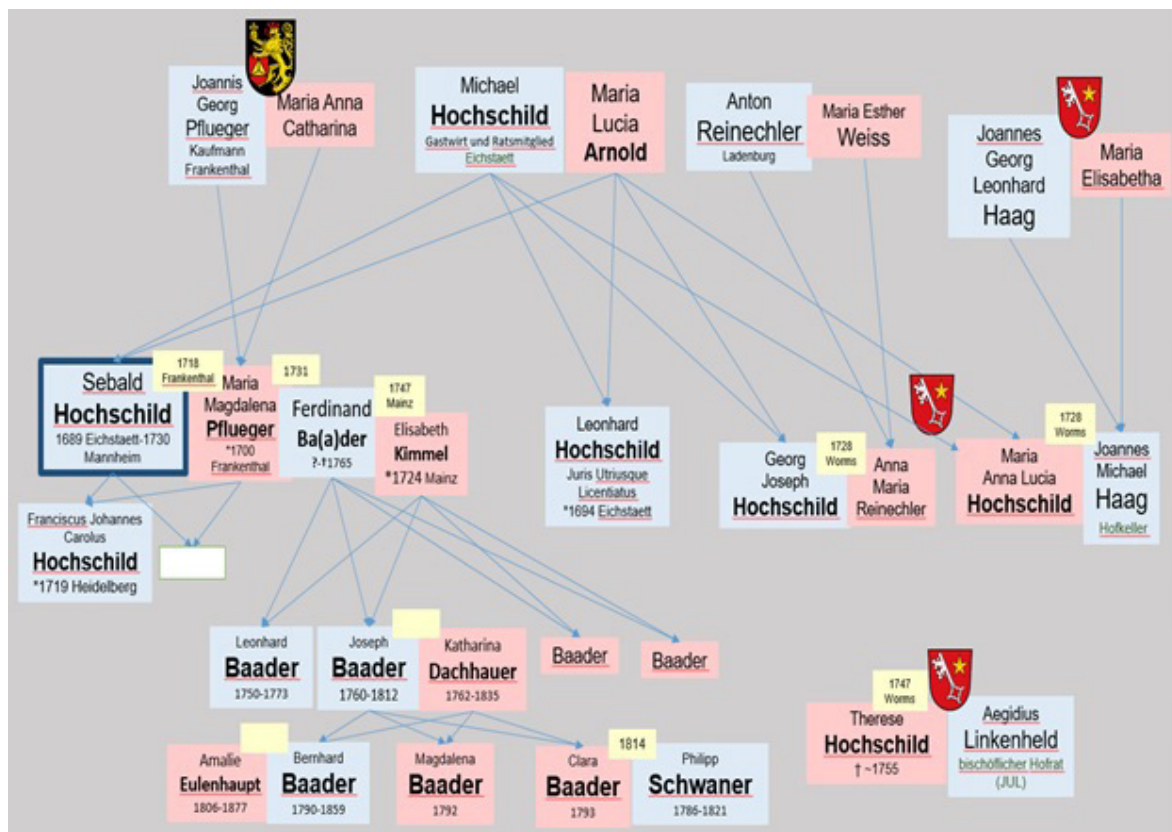 Joannis
Georg
Pflueger
Kaufmann
Frankenthal
Maria Anna
Catharina
Michael
Hochschild
Gastwirt und Ratsmitglied
Eichstaett
Maria
Lucia
Arnold
Anton
Reinechler
Ladenburg
Maria Esther
Weiss
Joannes
Georg
Leonhard
Haag
Maria
Elisabetha
Sebald
Hochschild
1689 Eichstaett-1730
Mannheim
1718
Frankenthal
Maria
Magdalena
Pflueger
*1700
Frankenthal
1731
Ferdinand
Ba(a)der
?-†1765
1747
Mainz
Elisabeth
Kimmel
*1724 Mainz
Leonhard
Hochschild
Juris Utriusque
Licentiatus
*1694 Eichstaett
Georg
Joseph
Hochschild
1728
Worms
Anna
Maria
Reinechler
Maria
Anna Lucia
Hochschild
1728
Worms
Joannes
Michael
Haag
Hofkeller
Franciscus Johannes
Carolus
Hochschild
*1719 Heidelberg
Leonhard
Baader
1750-1773
Joseph
Baader
1760-1812
Katharina
Dachhauer
1762-1835
Baader
Baader
Amalie
Eulenhaupt
1806-1877
Bernhard
Baader
1790-1859
Magdalena
Baader
1792
Clara
Baader
1793
1814
Philipp
Schwaner
1786-1821
Therese
Hochschild
† ~1755
1747
Worms
Aegidius
Linkenheld
bischöflicher Hofrat
(JUL)